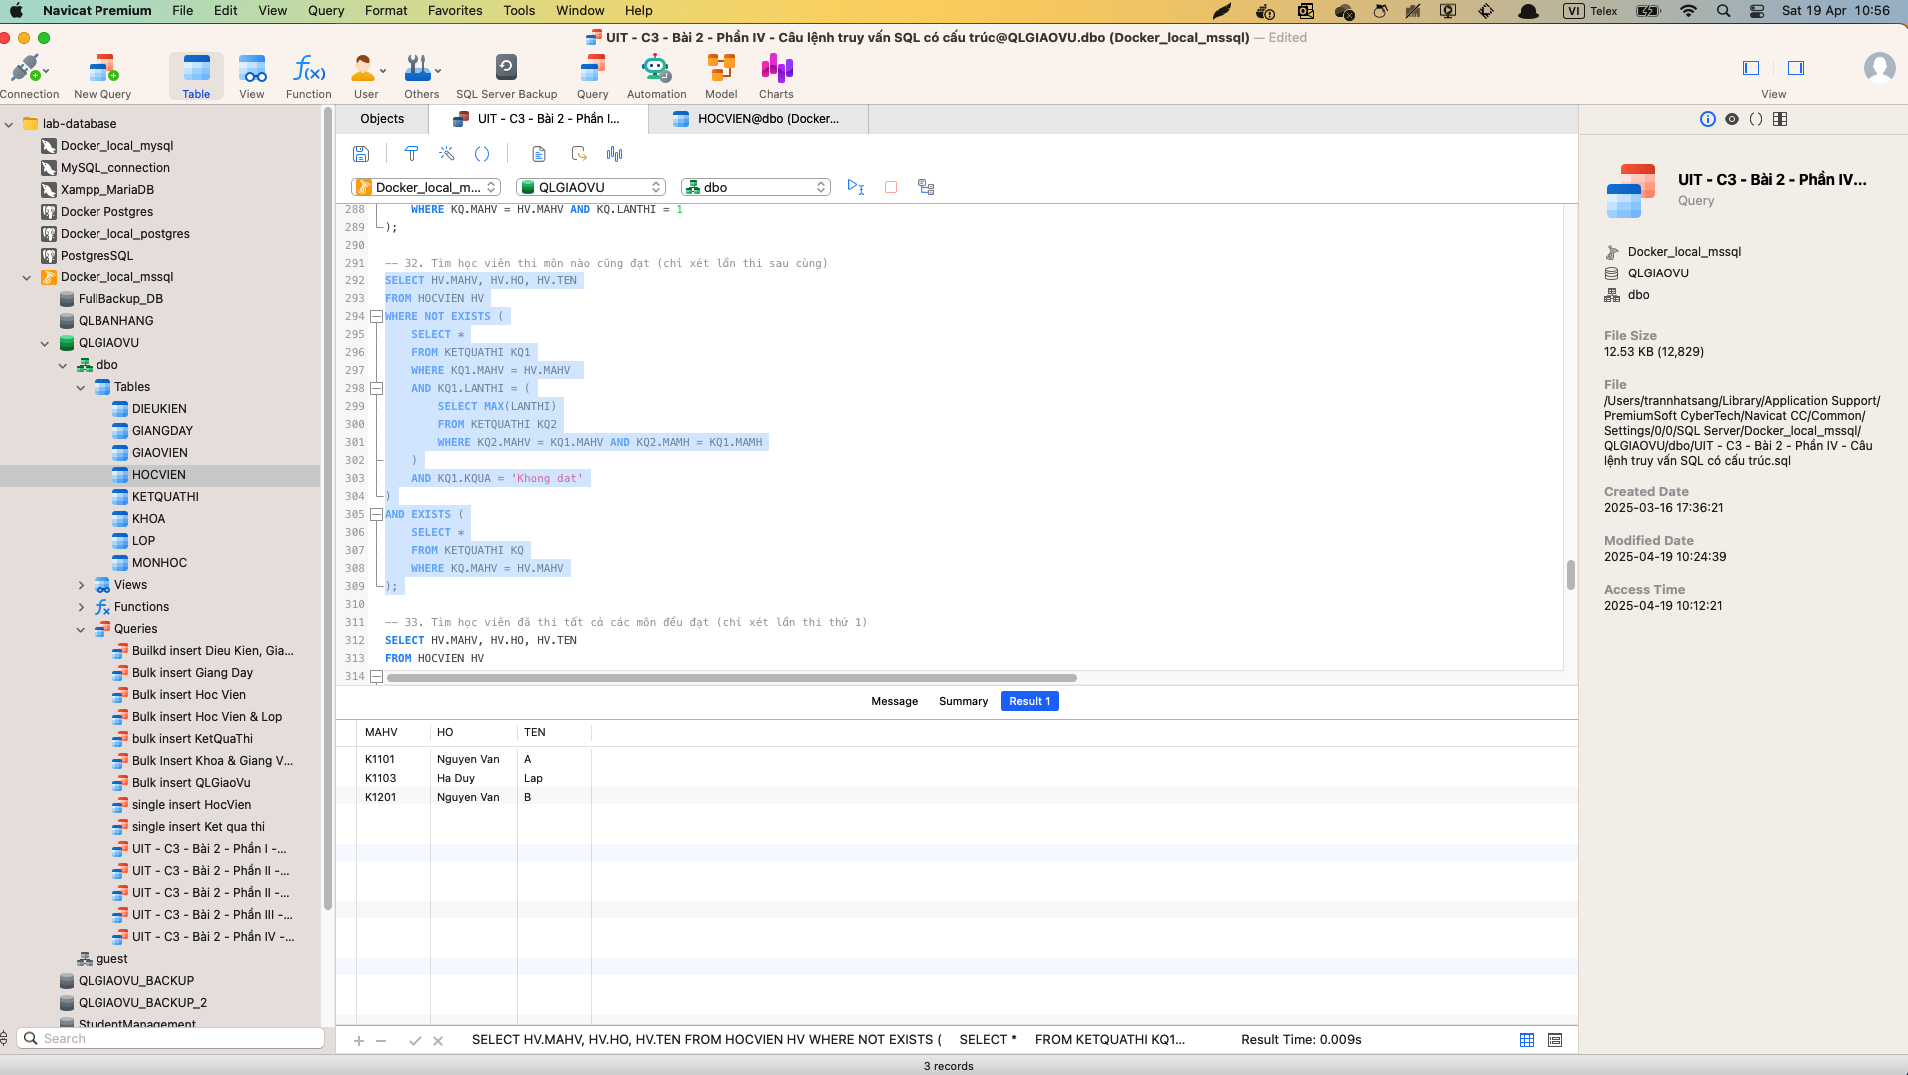 Navicat Premium File Edit View Query Format Favorites Tools Window Help
VI Telex
Sat 19 Apr 10:56
UIT - C3 - Bài 2 - Phần IV - Câu lệnh truy vấn SQL có cấu trúc@QLGIAOVU.dbo (Docker_local_mssql) — Edited
Connection
New Query
Table
View
Function
User
Others
SQL Server Backup
Query
Automation
Model
Charts
View
lab-database
Docker_local_mysql
MySQL_connection
Xampp_MariaDB
Docker Postgres
Docker_local_postgres
PostgresSQL
Docker_local_mssql
FullBackup_DB
QLBANHANG
QLGIAOVU
dbo
Tables
DIEUKIEN
GIANGDAY
GIAOVIEN
HOCVIEN
KETQUATHI
KHOA
LOP
MONHOC
Views
Functions
Queries
Builkd insert Dieu Kien, Gia...
Bulk insert Giang Day
Bulk insert Hoc Vien
Bulk insert Hoc Vien & Lop
bulk insert KetQuaThi
Bulk Insert Khoa & Giang V...
Bulk insert QLGiaoVu
single insert HocVien
single insert Ket qua thi
UIT - C3 - Bài 2 - Phần I -...
UIT - C3 - Bài 2 - Phần II -...
UIT - C3 - Bài 2 - Phần II -...
UIT - C3 - Bài 2 - Phần III -...
UIT - C3 - Bài 2 - Phần IV -...
guest
QLGIAOVU_BACKUP
QLGIAOVU_BACKUP_2
StudentManagement
Search
Objects
UIT - C3 - Bài 2 - Phần I...
HOCVIEN@dbo (Docker...
Docker_local_m...
QLGIAOVU
dbo
288 WHERE KQ.MAHV = HV.MAHV AND KQ.LANTHI = 1
289 );
290
291 -- 32. Tìm học viên thi môn nào cũng đạt (chỉ xét lần thi sau cùng)
292 SELECT HV.MAHV, HV.HO, HV.TEN
293 FROM HOCVIEN HV
294 WHERE NOT EXISTS (
295 SELECT *
296 FROM KETQUATHI KQ1
297 WHERE KQ1.MAHV = HV.MAHV
298 AND KQ1.LANTHI = (
299 SELECT MAX(LANTHI)
300 FROM KETQUATHI KQ2
301 WHERE KQ2.MAHV = KQ1.MAHV AND KQ2.MAMH = KQ1.MAMH
302 )
303 AND KQ1.KQUA = 'Khong dat'
304 )
305 AND EXISTS (
306 SELECT *
307 FROM KETQUATHI KQ
308 WHERE KQ.MAHV = HV.MAHV
309 );
310
311 -- 33. Tìm học viên đã thi tất cả các môn đều đạt (chỉ xét lần thi thứ 1)
312 SELECT HV.MAHV, HV.HO, HV.TEN
313 FROM HOCVIEN HV
314
Message Summary Result 1
MAHV HO TEN
K1101 Nguyen Van A
K1103 Ha Duy Lap
K1201 Nguyen Van B
SELECT HV.MAHV, HV.HO, HV.TEN FROM HOCVIEN HV WHERE NOT EXISTS ( SELECT * FROM KETQUATHI KQ1...
Result Time: 0.009s
3 records
UIT - C3 - Bài 2 - Phần IV...
Query
Docker_local_mssql
QLGIAOVU
dbo
File Size
12.53 KB (12,829)
File
/Users/trannhatsang/Library/Application Support/
PremiumSoft CyberTech/Navicat CC/Common/
Settings/0/0/SQL Server/Docker_local_mssql/
QLGIAOVU/dbo/UIT - C3 - Bài 2 - Phần IV - Câu
lệnh truy vấn SQL có cấu trúc.sql
Created Date
2025-03-16 17:36:21
Modified Date
2025-04-19 10:24:39
Access Time
2025-04-19 10:12:21